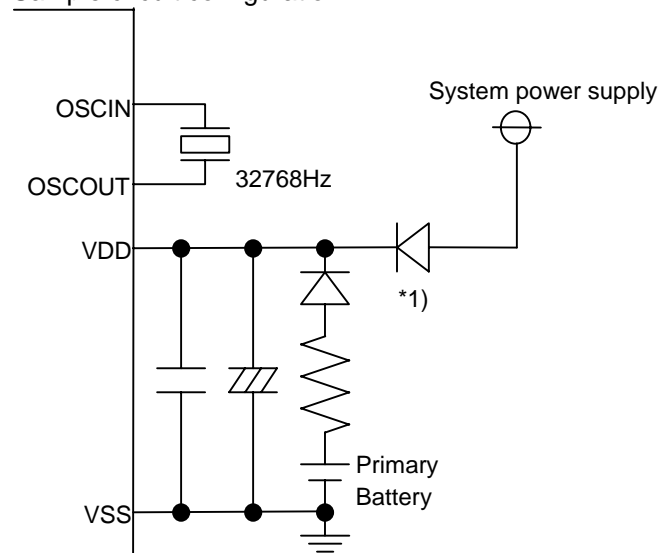 OSCIN
System power supply
OSCOUT
32768Hz
VDD
*1)
Primary
Battery
VSS